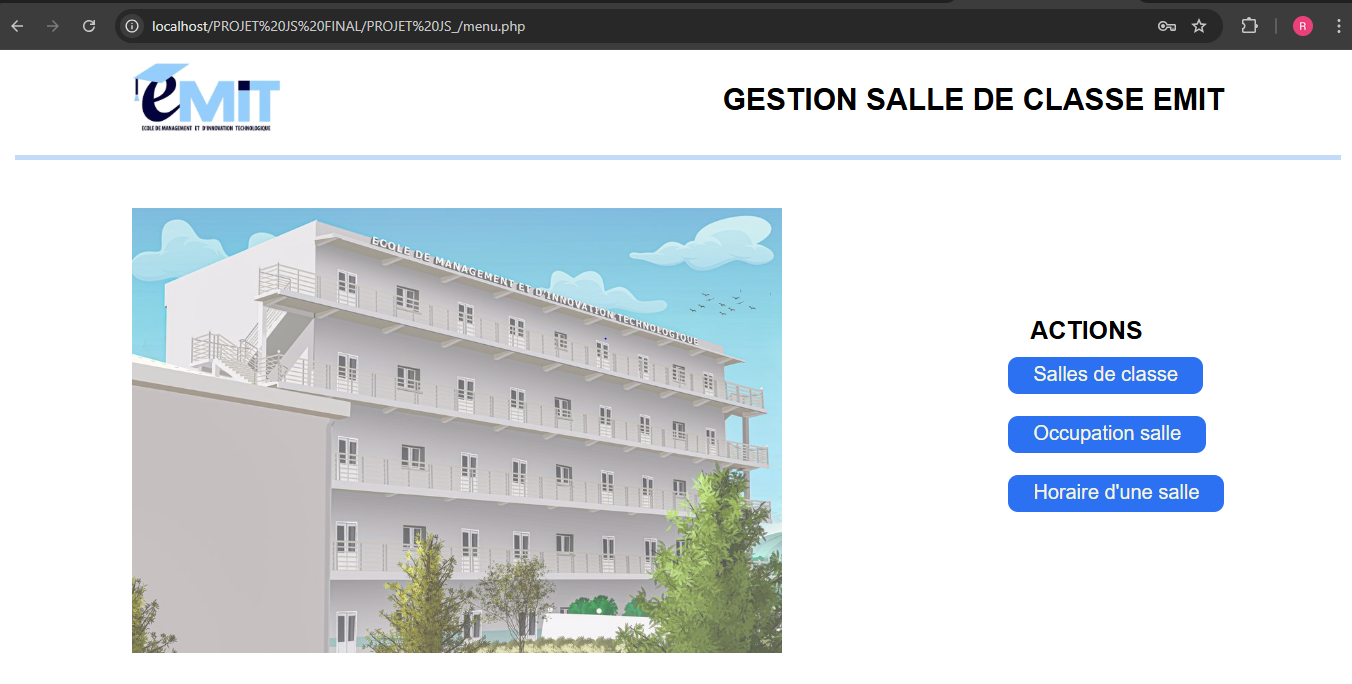 localhost/PROJET%20JS%20FINAL/PROJET%20JS_/menu.php
R
eMIT
ECOLE DE MANAGEMENT ET D'INNOVATION TECHNOLOGIQUE
GESTION SALLE DE CLASSE EMIT
ECOLE DE MANAGEMENT ET D'INNOVATION TECHNOLOGIQUE
ACTIONS
Salles de classe
Occupation salle
Horaire d'une salle